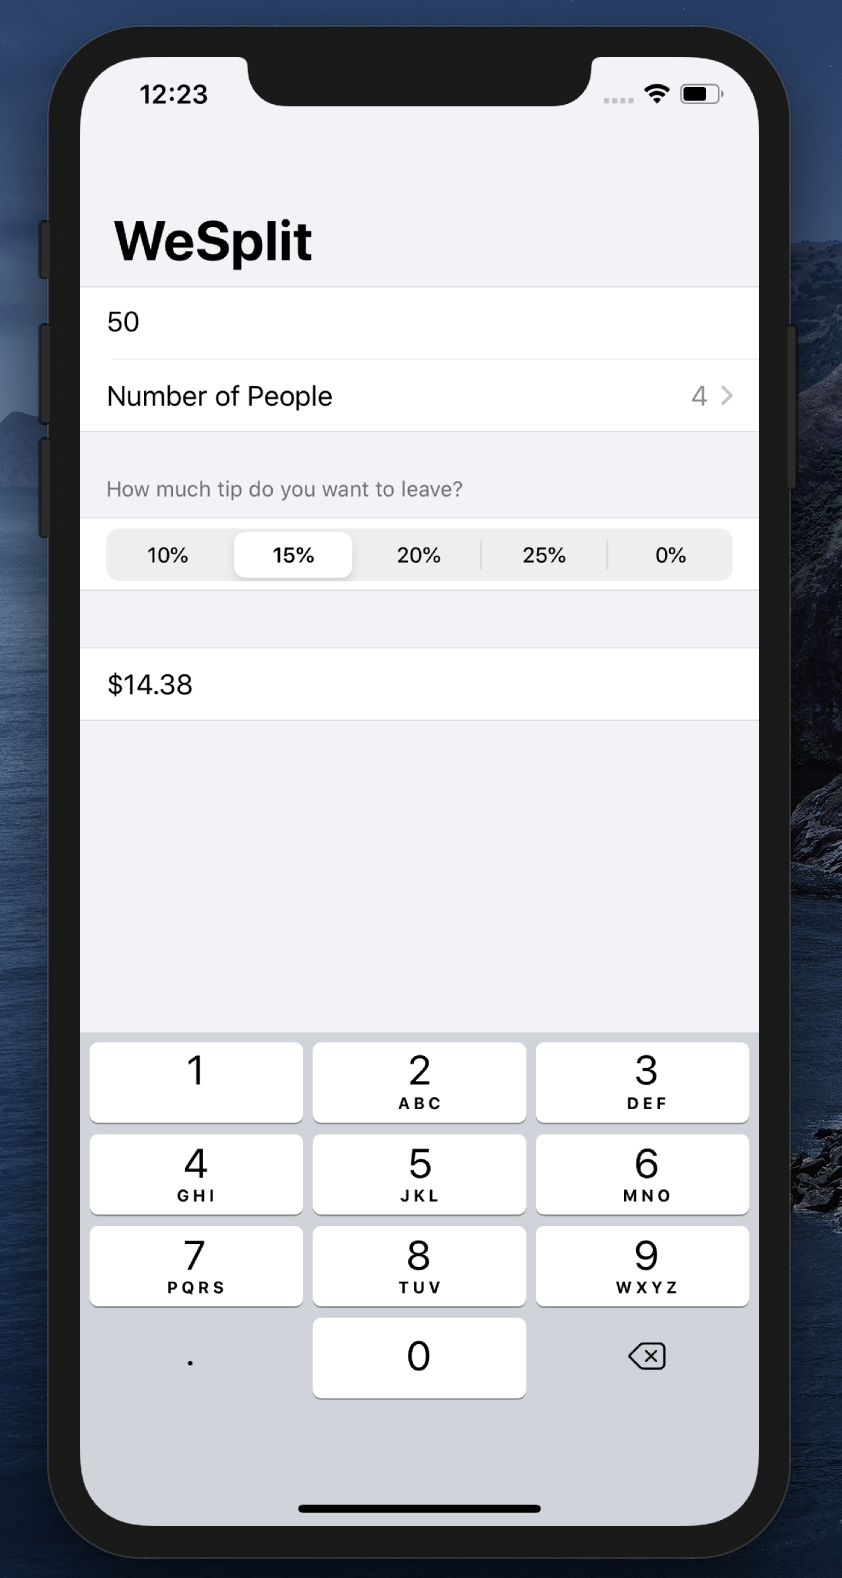 12:23
WeSplit
50
Number of People 4
How much tip do you want to leave?
10% 15% 20% 25% 0%
$14.38
1 2 3
ABC DEF
4 5 6
GHI JKL MNO
7 8 9
PQRS TUV WXYZ
. 0